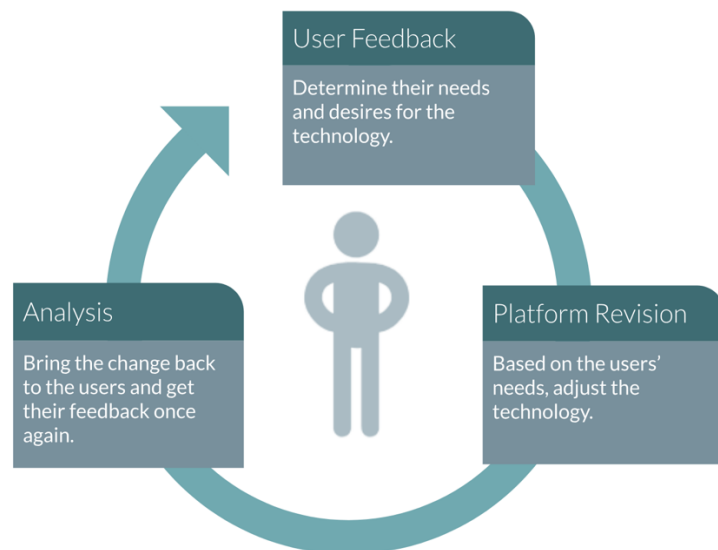 User Feedback
Determine their needs
and desires for the
technology.
Analysis
Bring the change back
to the users and get
their feedback once
again.
Platform Revision
Based on the users’
needs, adjust the
technology.